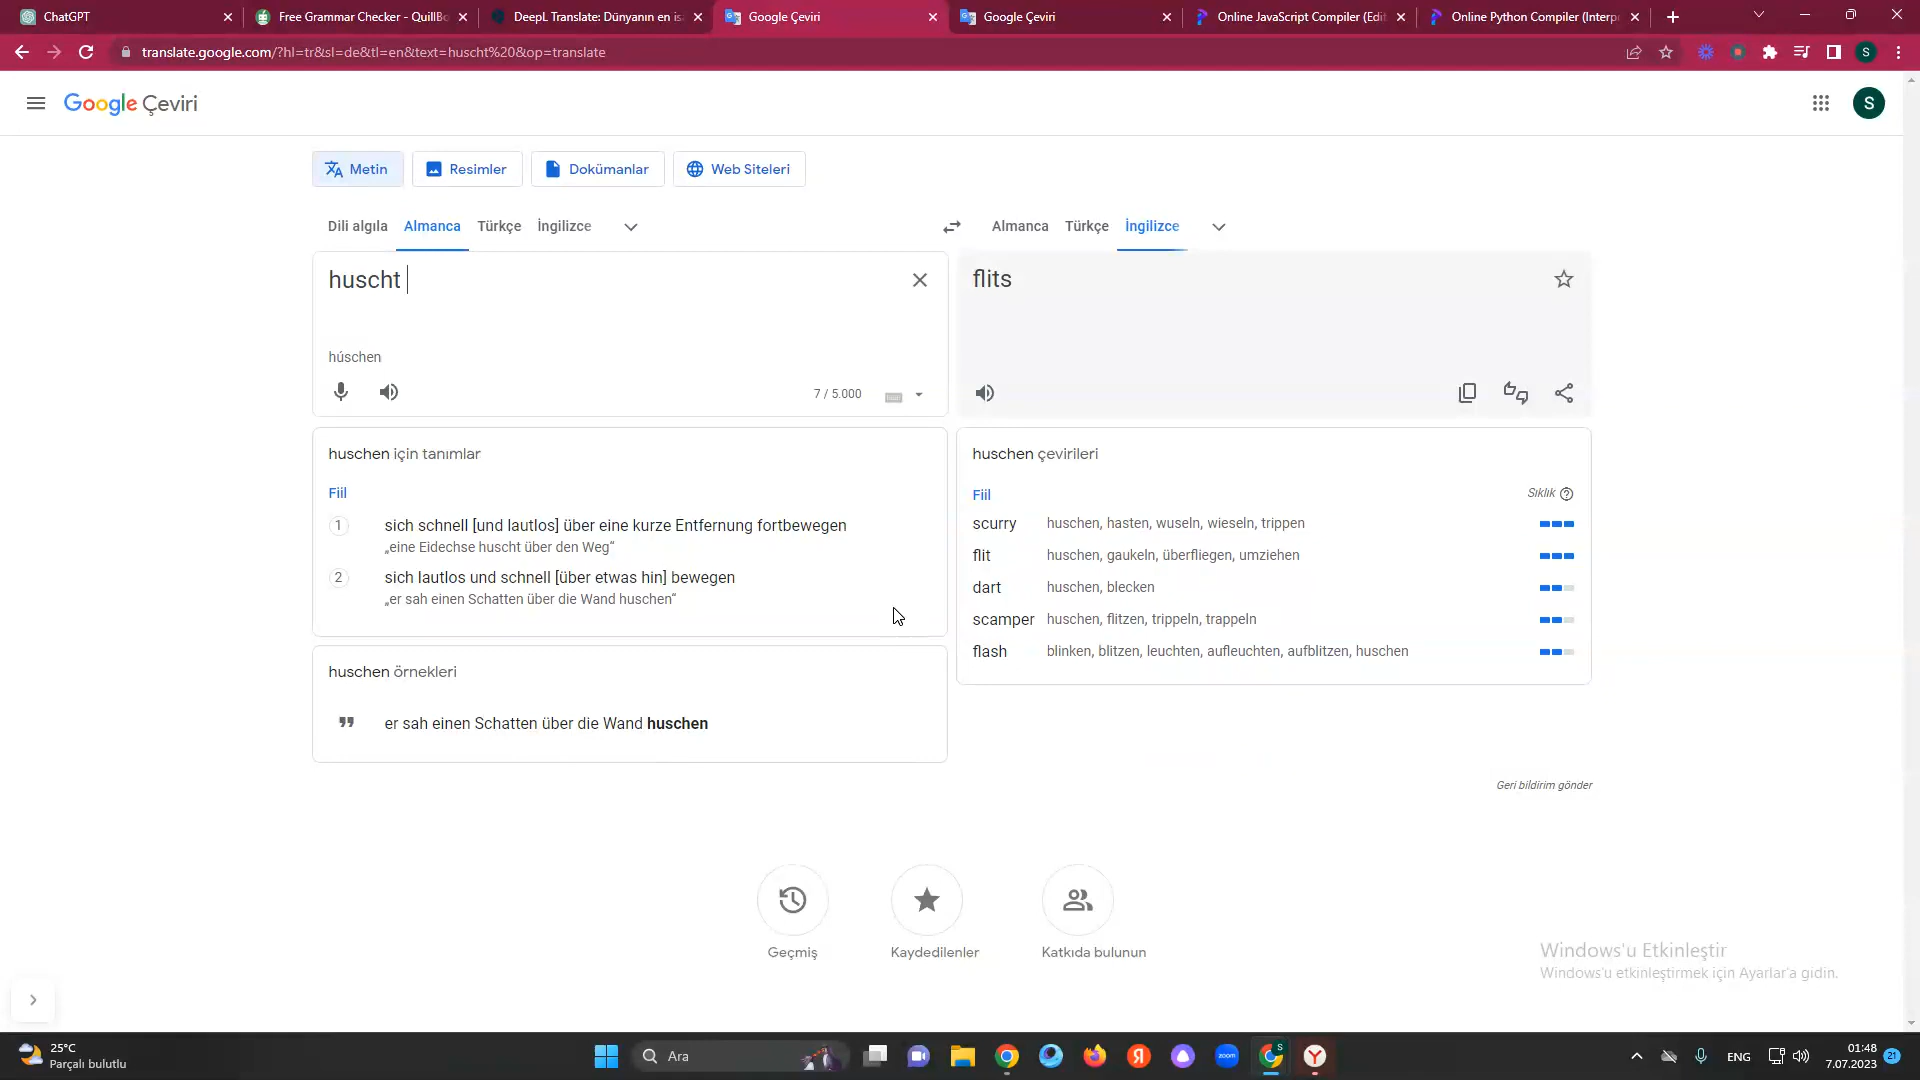 ChatGPT
Free Grammar Checker - QuillBo
DeepL Translate: Dünyanın en is
Google Çeviri
Google Çeviri
Online JavaScript Compiler (Edit
Online Python Compiler (Interp
translate.google.com/?hl=tr&sl=de&tl=en&text=huscht%20&op=translate
S
Google Çeviri
S
Metin
Resimler
Dokümanlar
Web Siteleri
Dili algıla Almanca Türkçe İngilizce
Almanca Türkçe İngilizce
huscht
húschen
7 / 5.000
flits
huschen için tanımlar
Fiil
1 sich schnell [und lautlos] über eine kurze Entfernung fortbewegen
„eine Eidechse huscht über den Weg“
2 sich lautlos und schnell [über etwas hin] bewegen
„er sah einen Schatten über die Wand huschen“
huschen örnekleri
er sah einen Schatten über die Wand huschen
huschen çevirileri
Fiil Sıklık
scurry huschen, hasten, wuseln, wieseln, trippen
flit huschen, gaukeln, überfliegen, umziehen
dart huschen, blecken
scamper huschen, flitzen, trippeln, trappeln
flash blinken, blitzen, leuchten, aufleuchten, aufblitzen, huschen
Geri bildirim gönder
Geçmiş
Kaydedilenler
Katkıda bulunun
Windows'u Etkinleştir
Windows'u etkinleştirmek için Ayarlar'a gidin.
25°C
Parçalı bulutlu
Ara
zoom
ENG
01:48
7.07.2023
21